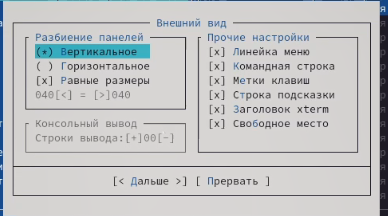 Внешний вид
Разбиение панелей
(*) Вертикальное
( ) Горизонтальное
[x] Равные размеры
040[<] = [>]040
Консольный вывод
Строки вывода:[+]00[-]
Прочие настройки
[x] Линейка меню
[x] Командная строка
[x] Метки клавиш
[x] Строка подсказки
[x] Заголовок xterm
[x] Свободное место
[< Дальше >] [ Прервать ]